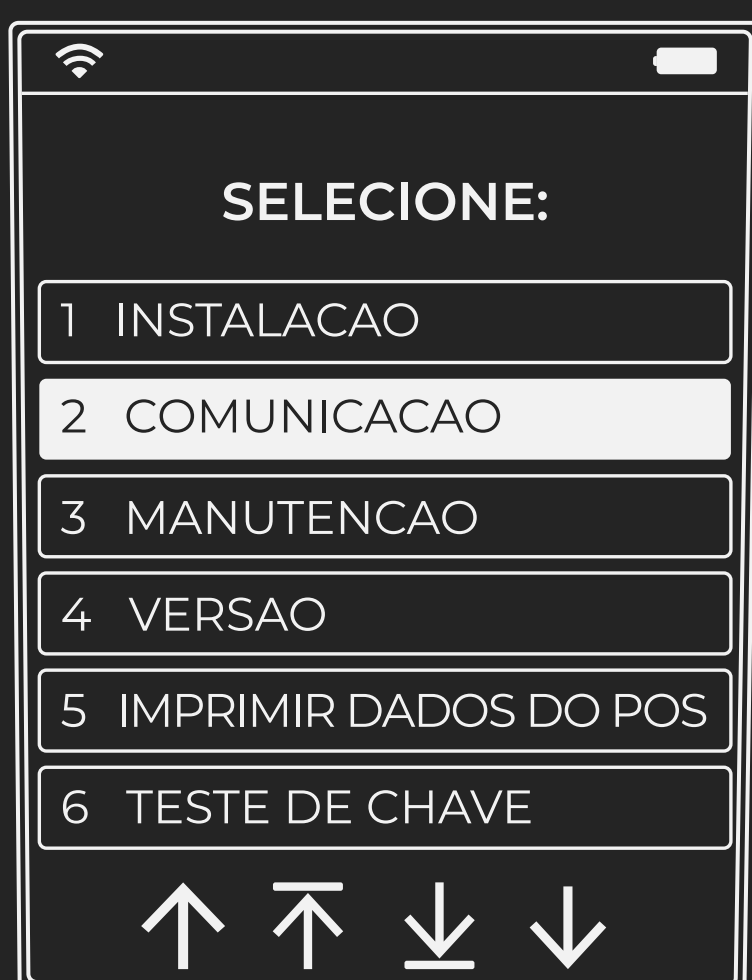 SELECIONE:
1 INSTALACAO
2 COMUNICACAO
3 MANUTENCAO
4 VERSAO
5 IMPRIMIR DADOS DO POS
6 TESTE DE CHAVE